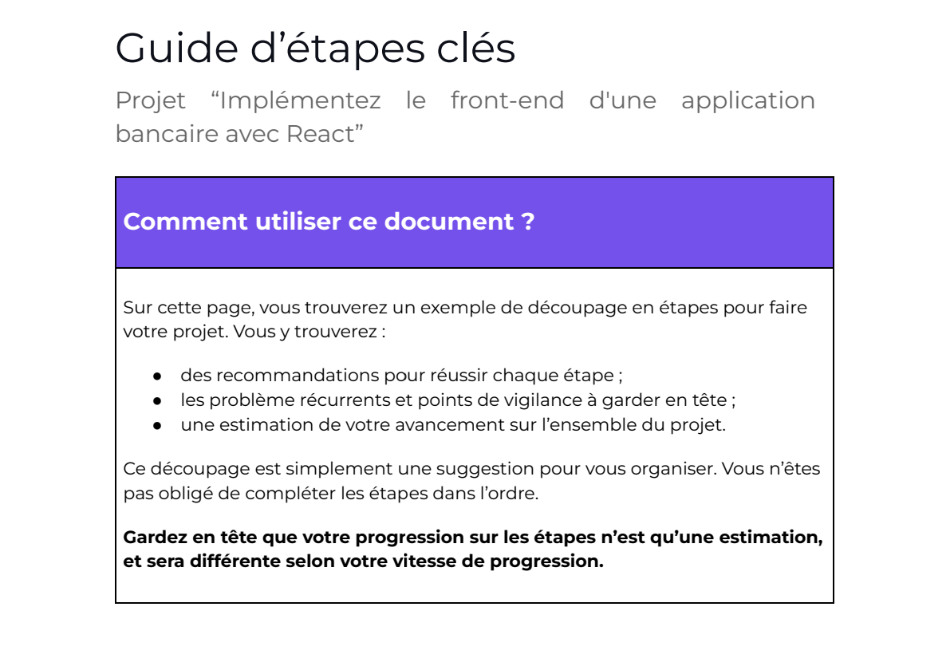 Guide d’étapes clés
Projet “Implémentez le front-end d'une application
bancaire avec React”
Comment utiliser ce document ?
Sur cette page, vous trouverez un exemple de découpage en étapes pour faire
votre projet. Vous y trouverez :
● des recommandations pour réussir chaque étape ;
● les problème récurrents et points de vigilance à garder en tête ;
● une estimation de votre avancement sur l’ensemble du projet.
Ce découpage est simplement une suggestion pour vous organiser. Vous n’êtes
pas obligé de compléter les étapes dans l’ordre.
Gardez en tête que votre progression sur les étapes n’est qu’une estimation,
et sera différente selon votre vitesse de progression.